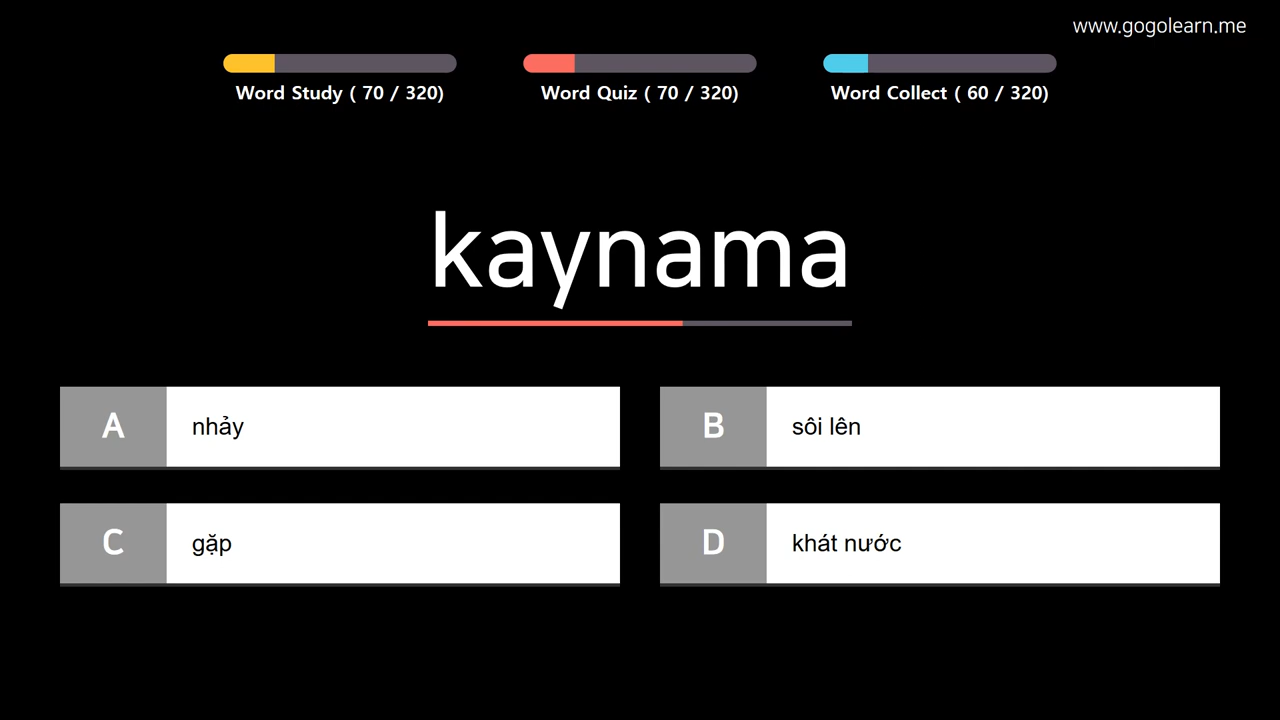 www.gogolearn.me
Word Study ( 70 / 320)
Word Quiz ( 70 / 320)
Word Collect ( 60 / 320)
kaynama
A
nhảy
B
sôi lên
C
gặp
D
khát nước